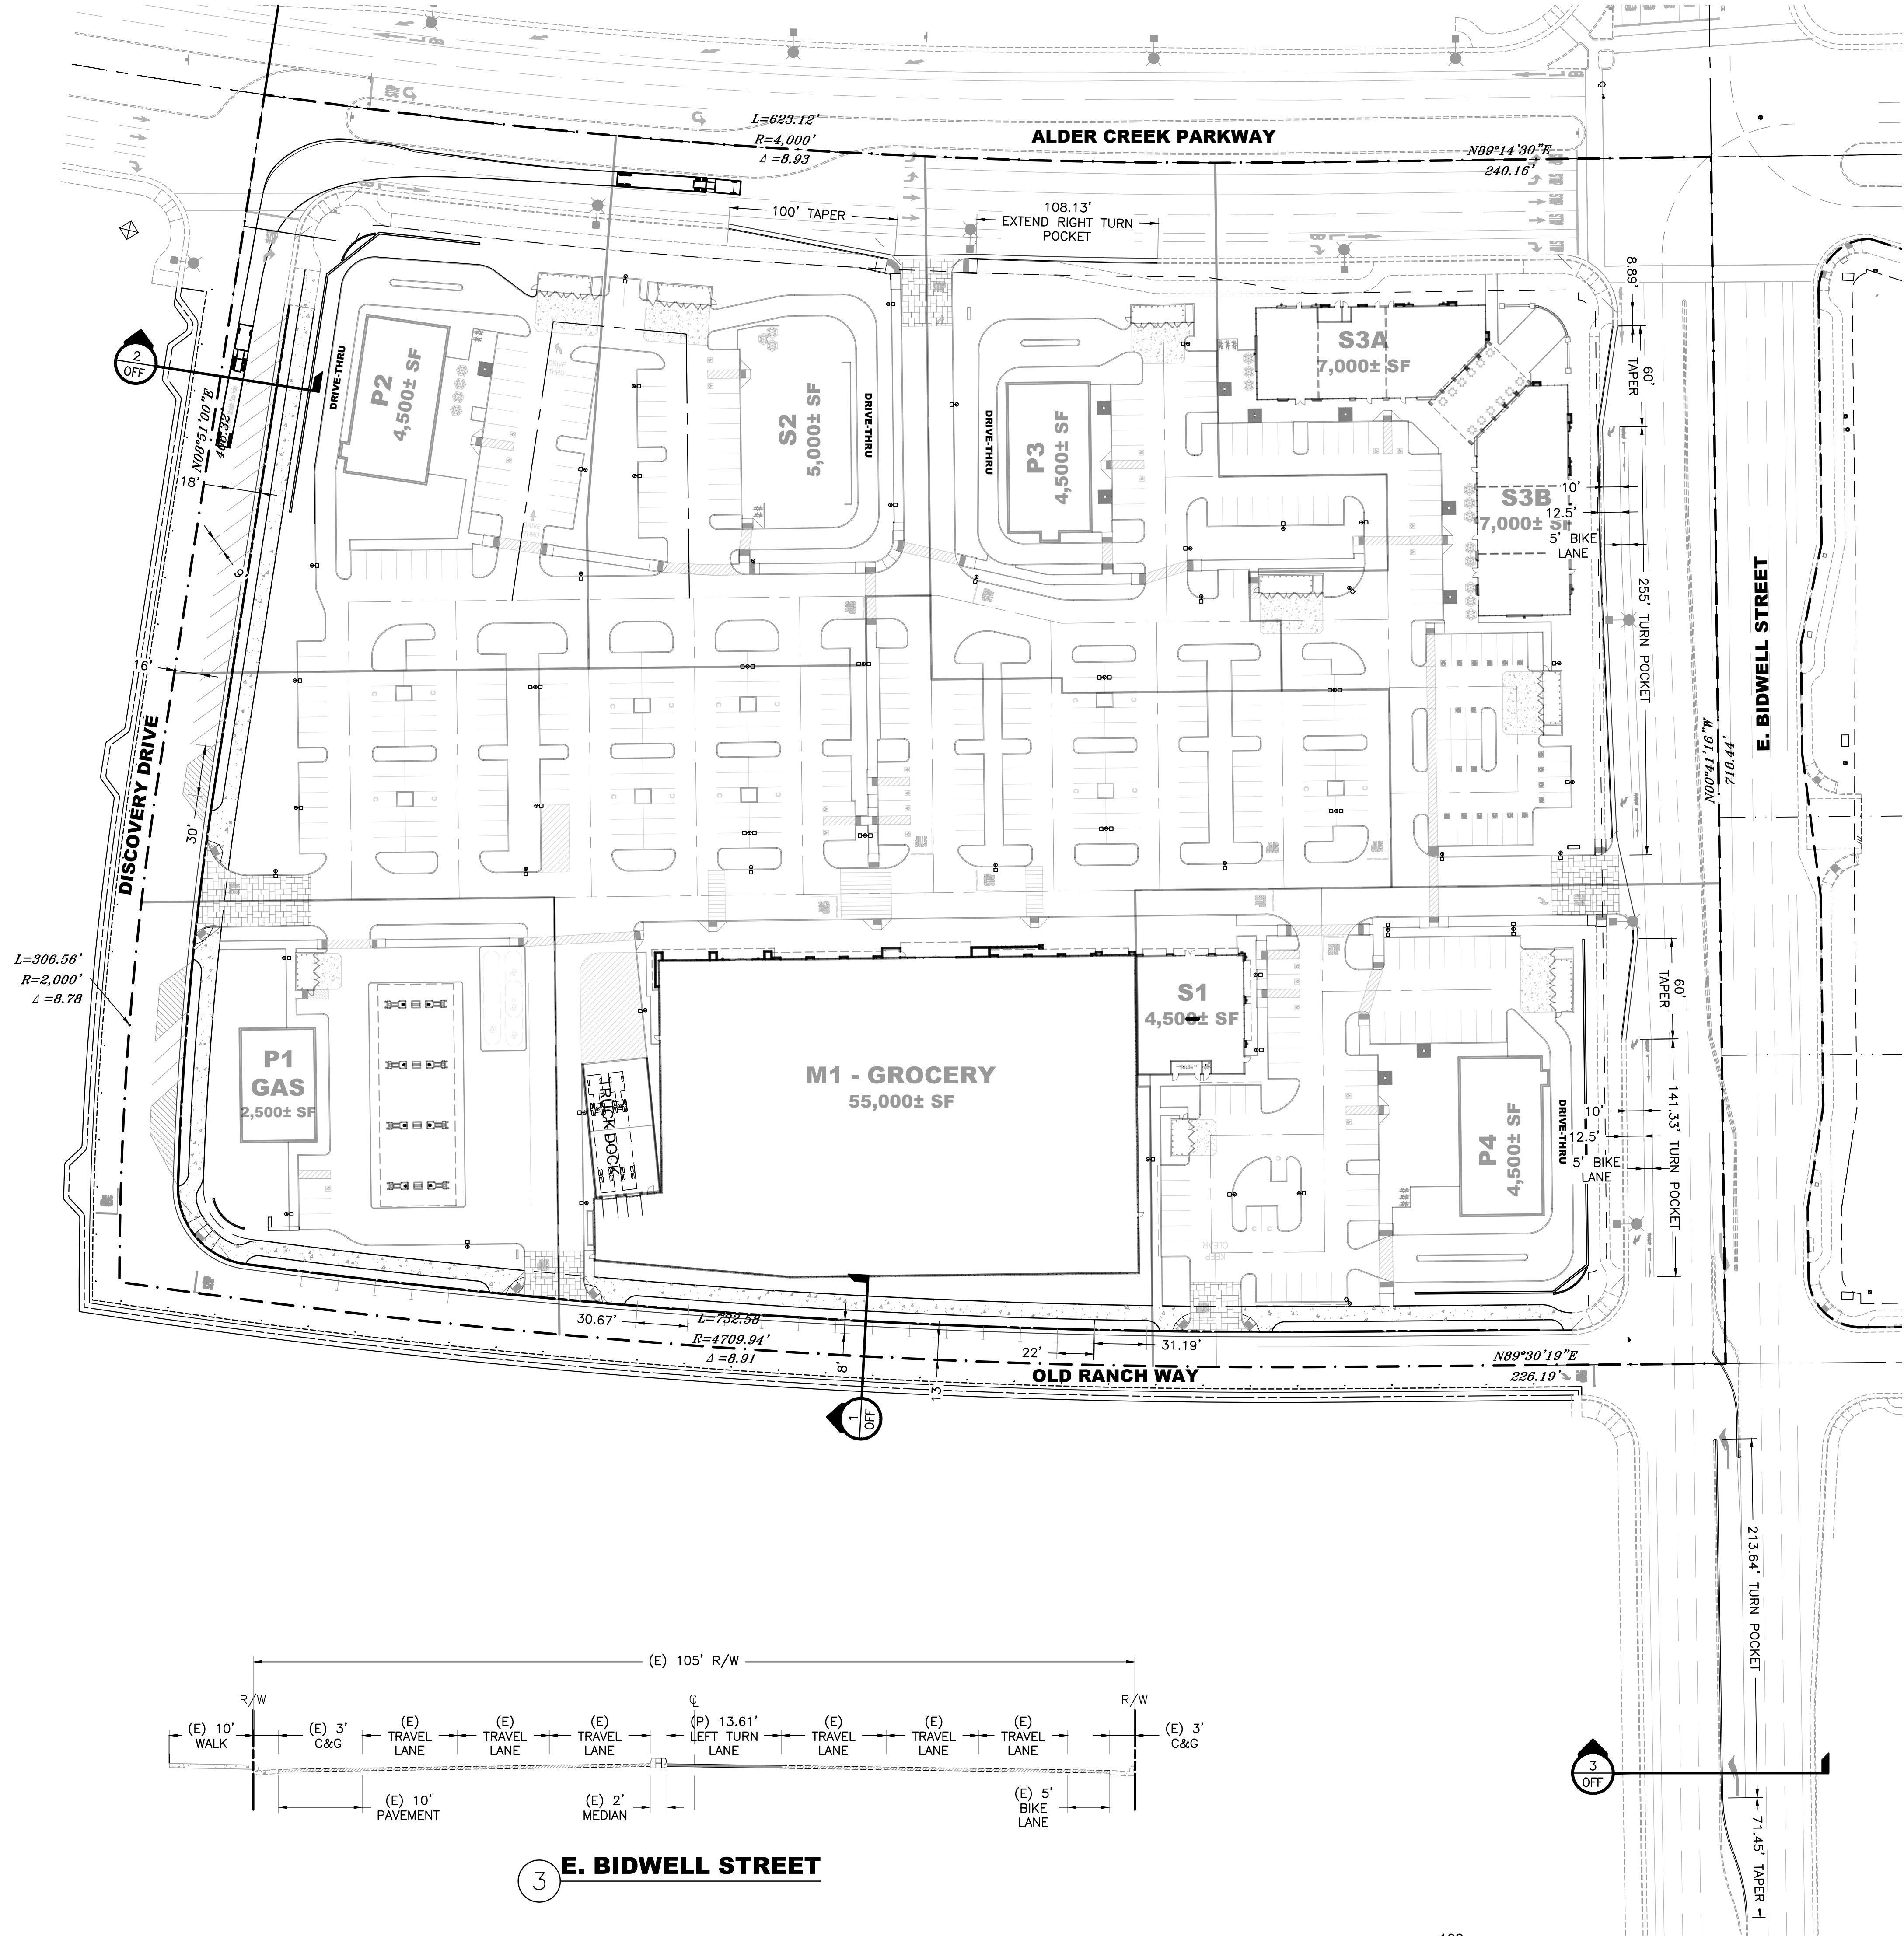 L=623.12'
R=4,000'
Δ =8.93
ALDER CREEK PARKWAY
N89°14'30"E
240.16'
100' TAPER
108.13'
EXTEND RIGHT TURN
POCKET
8.89'
60'
TAPER
2
OFF
DRIVE-THRU
P2
4,500± SF
S2
5,000± SF
DRIVE-THRU
DRIVE-THRU
P3
4,500± SF
S3A
7,000± SF
S3B
7,000± SF
10'
12.5'
5' BIKE
LANE
255' TURN POCKET
N08°51'00"E
18'
9'
16'
30'
DISCOVERY DRIVE
E. BIDWELL STREET
N00°41'16"W
718.44'
L=306.56'
R=2,000'
Δ =8.78
P1
GAS
2,500± SF
TRUCK DOCK
M1 - GROCERY
55,000± SF
S1
4,500± SF
P4
4,500± SF
DRIVE-THRU
60'
TAPER
10'
12.5'
5' BIKE
LANE
141.33' TURN POCKET
KEEP
CLEAR
30.67'
L=732.58'
R=4709.94'
Δ =8.91
8'
13'
22'
31.19'
OLD RANCH WAY
N89°30'19"E
226.19'
1
OFF
213.64' TURN POCKET
71.45' TAPER
3
OFF
(E) 105' R/W
R/W
℄
R/W
(E) 10'
WALK
(E) 3'
C&G
(E)
TRAVEL
LANE
(E)
TRAVEL
LANE
(E)
TRAVEL
LANE
(P) 13.61'
LEFT TURN
LANE
(E)
TRAVEL
LANE
(E)
TRAVEL
LANE
(E)
TRAVEL
LANE
(E) 3'
C&G
(E) 10'
PAVEMENT
(E) 2'
MEDIAN
(E) 5'
BIKE
LANE
3
E. BIDWELL STREET